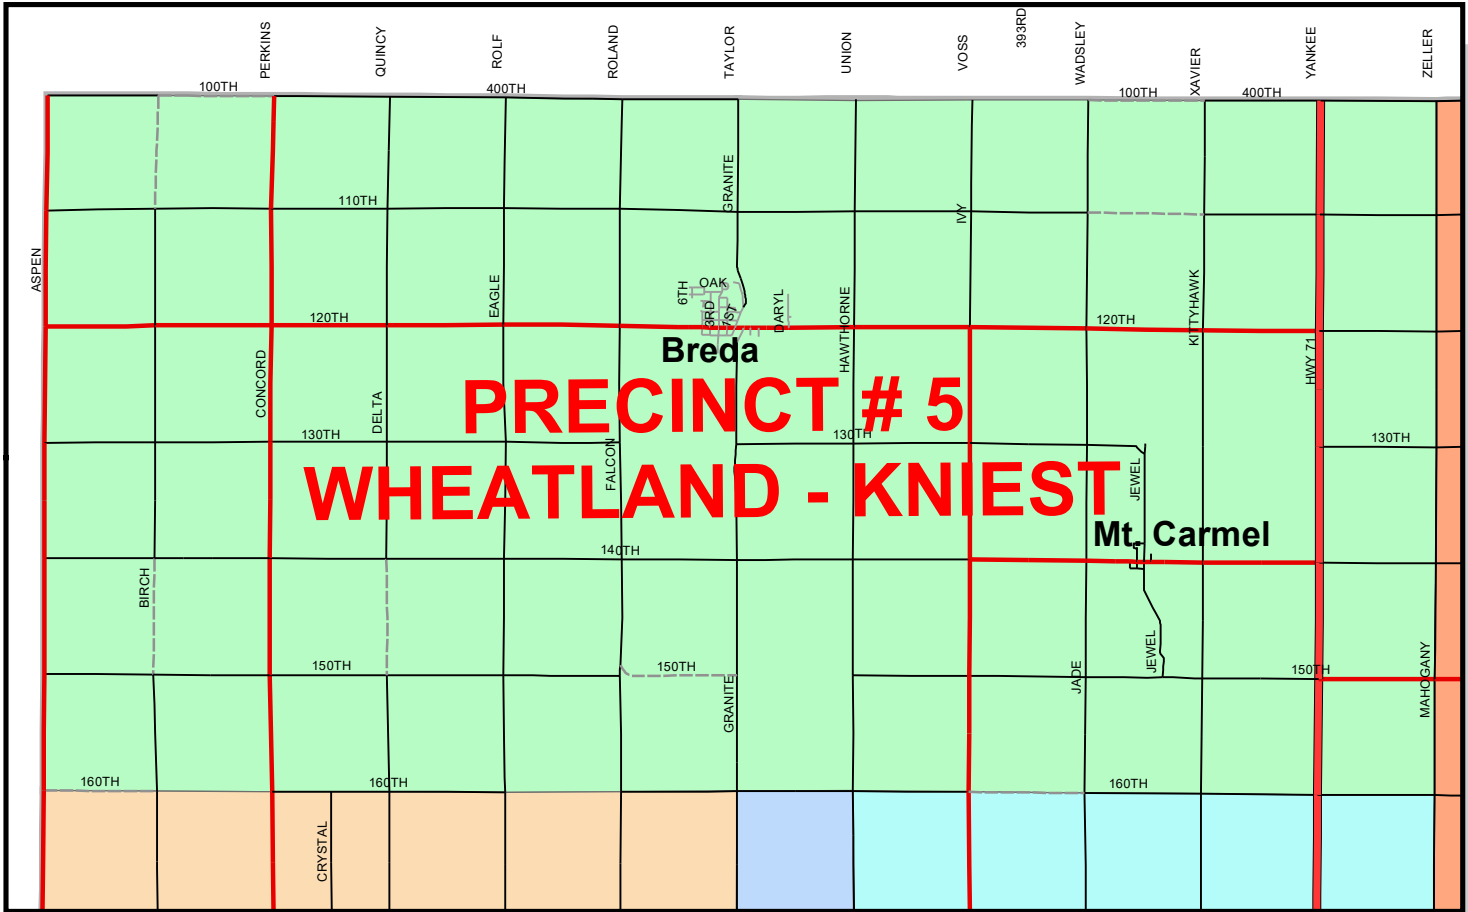 PERKINS
QUINCY
ROLF
ROLAND
TAYLOR
UNION
VOSS
393RD
WADSLEY
XAVIER
YANKEE
ZELLER
100TH
400TH
100TH
400TH
GRANITE
110TH
IVY
ASPEN
EAGLE
6TH
OAK
3RD
1ST
DARYL
HAWTHORNE
KITTYHAWK
120TH
120TH
Breda
HWY 71
CONCORD
DELTA
PRECINCT # 5
130TH
130TH
130TH
FALCON
WHEATLAND - KNIEST
JEWEL
Mt. Carmel
140TH
BIRCH
150TH
150TH
JEWEL
JADE
150TH
MAHOGANY
GRANITE
160TH
160TH
160TH
CRYSTAL